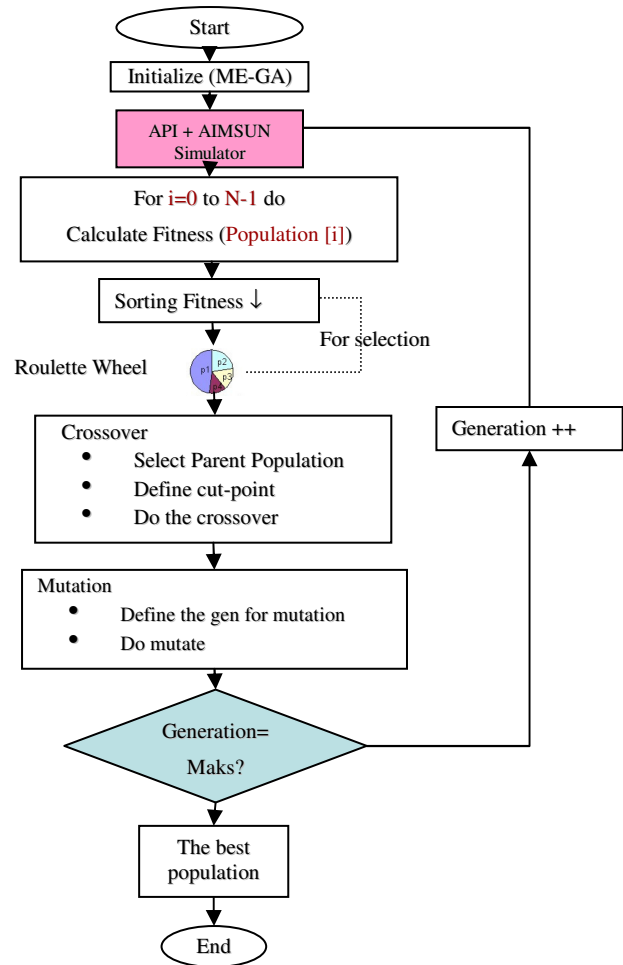 Start
Initialize (ME-GA)
API + AIMSUN
Simulator
For i=0 to N-1 do
Calculate Fitness (Population [i])
Sorting Fitness ↓
For selection
Roulette Wheel
p1
p2
p3
p4
Crossover
• Select Parent Population
• Define cut-point
• Do the crossover
Generation ++
Mutation
• Define the gen for mutation
• Do mutate
Generation=
Maks?
The best
population
End